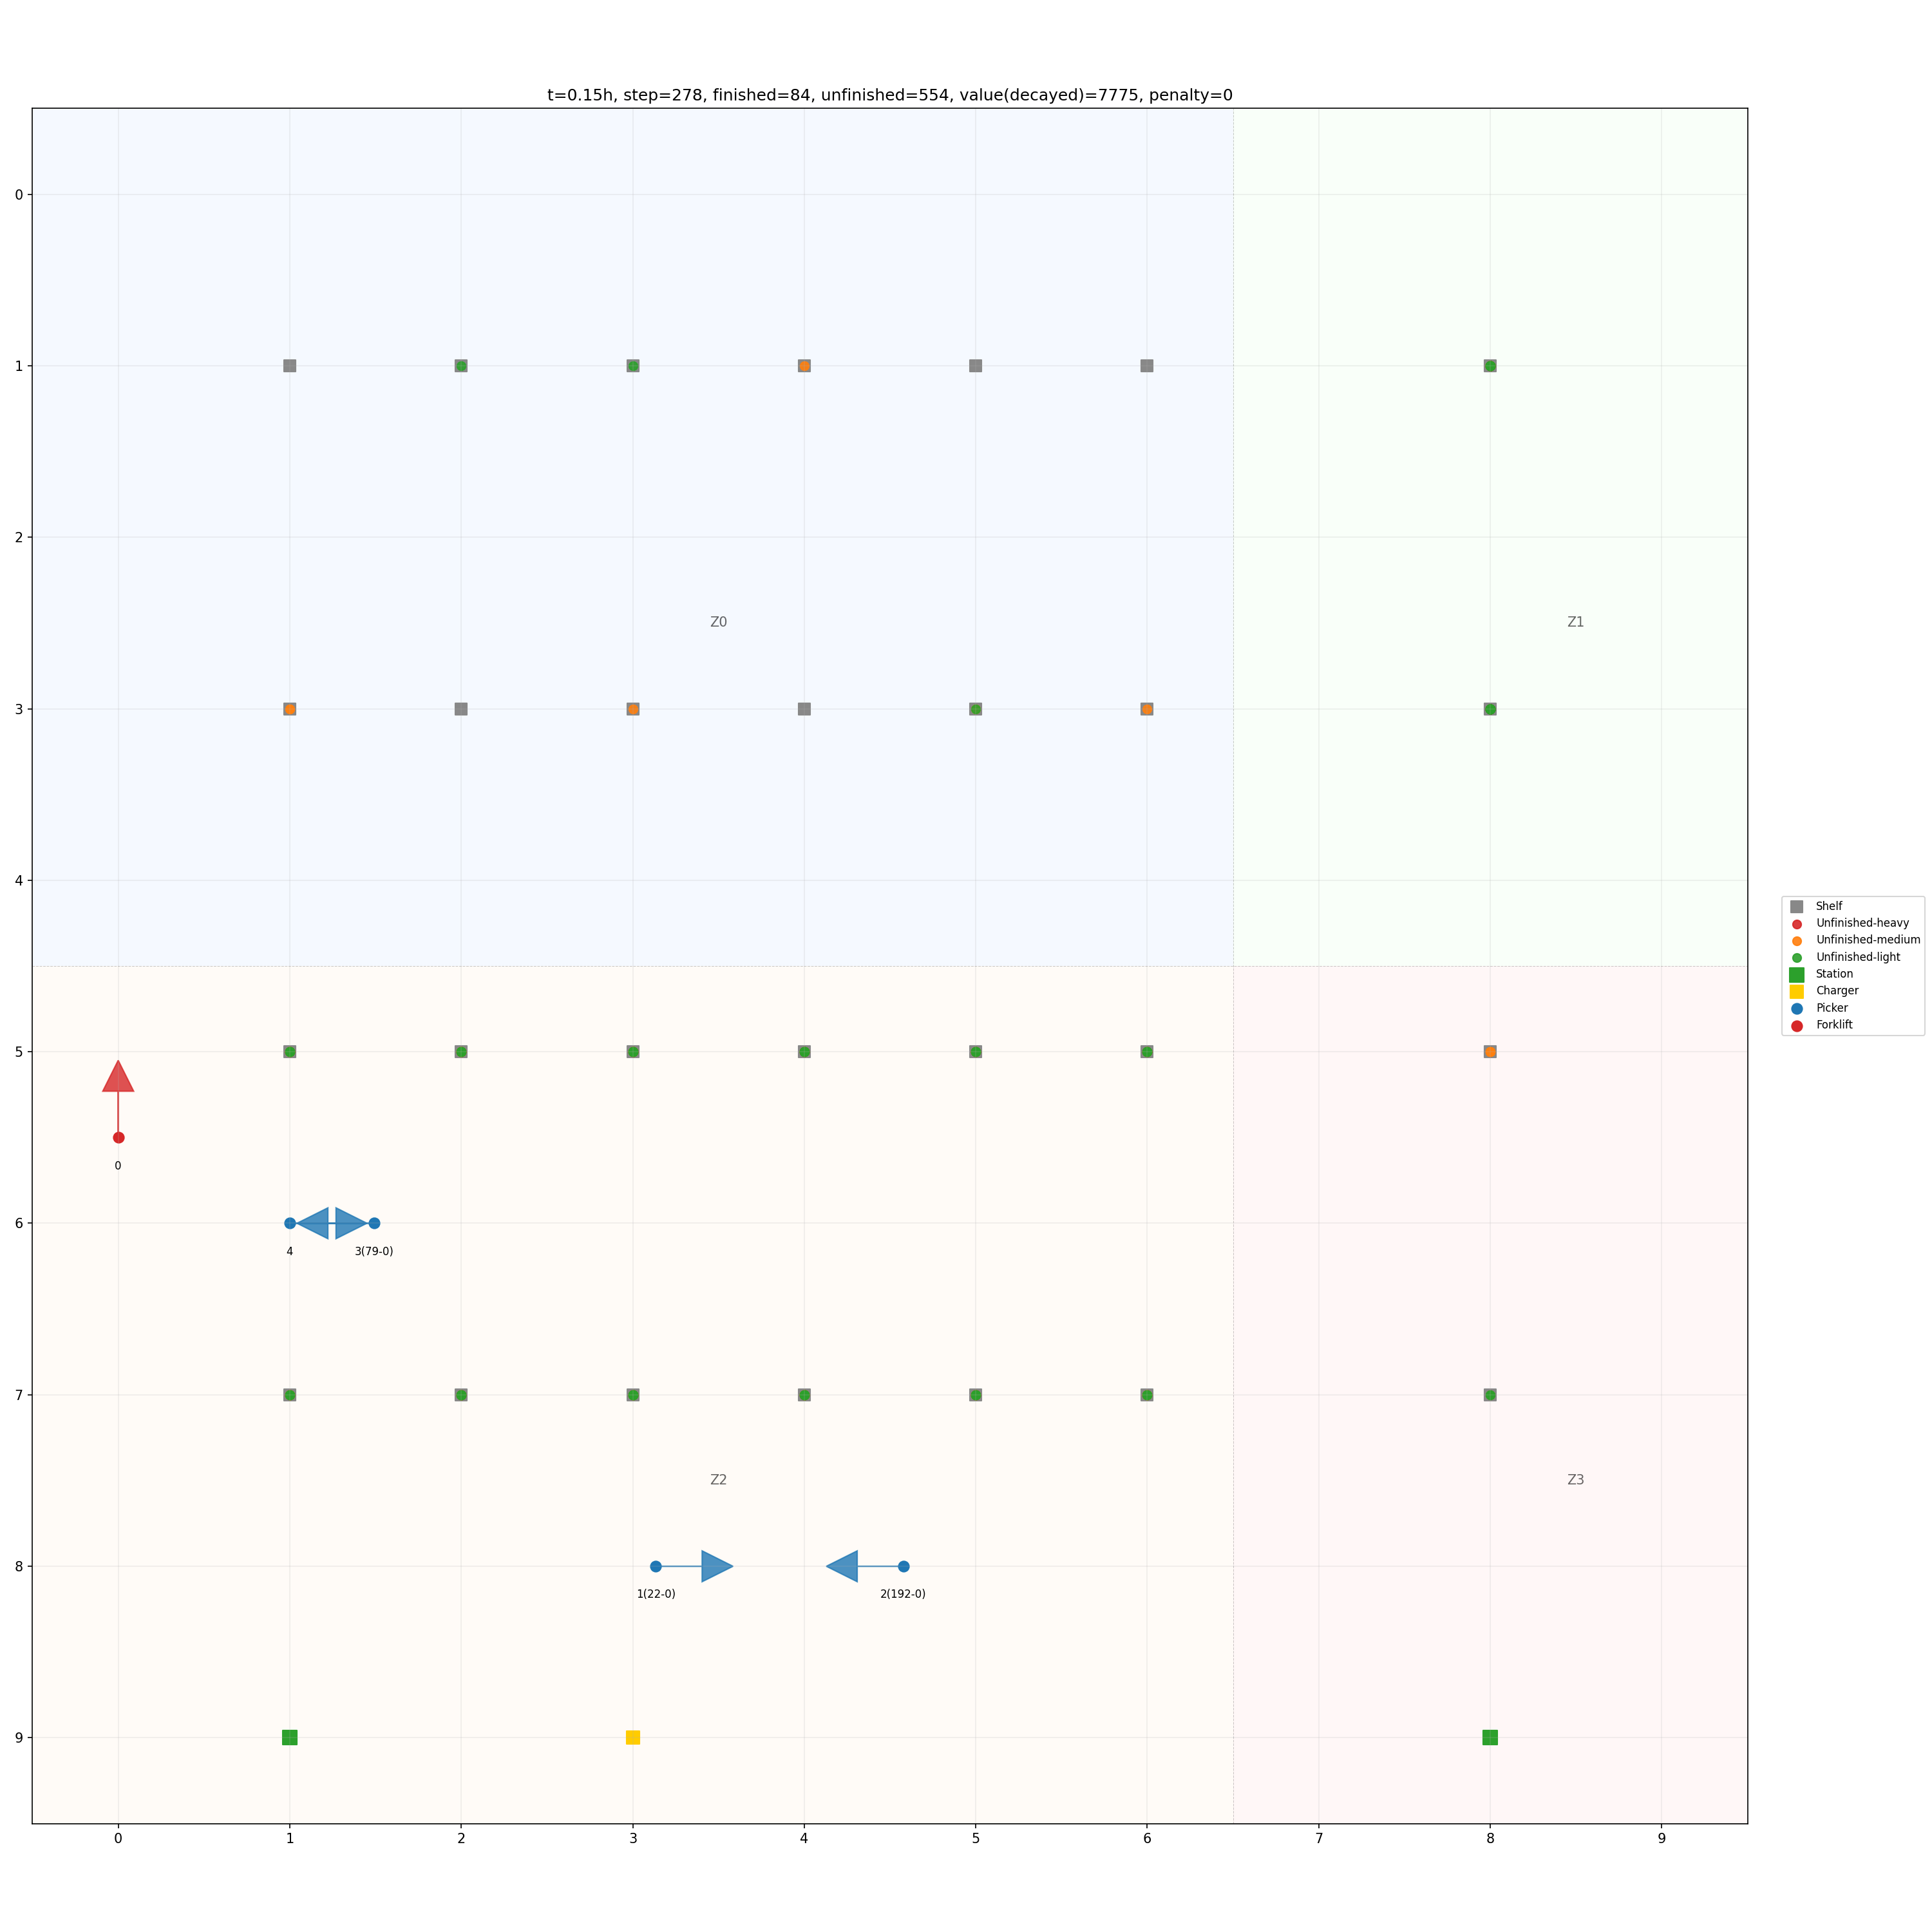 t=0.15h, step=278, finished=84, unfinished=554, value(decayed)=7775, penalty=0
0
1
2
Z0
Z1
3
4
Shelf
Unfinished-heavy
Unfinished-medium
Unfinished-light
Station
Charger
Picker
Forklift
5
0
6
4
3(79-0)
7
Z2
Z3
8
1(22-0)
2(192-0)
9
0 1 2 3 4 5 6 7 8 9